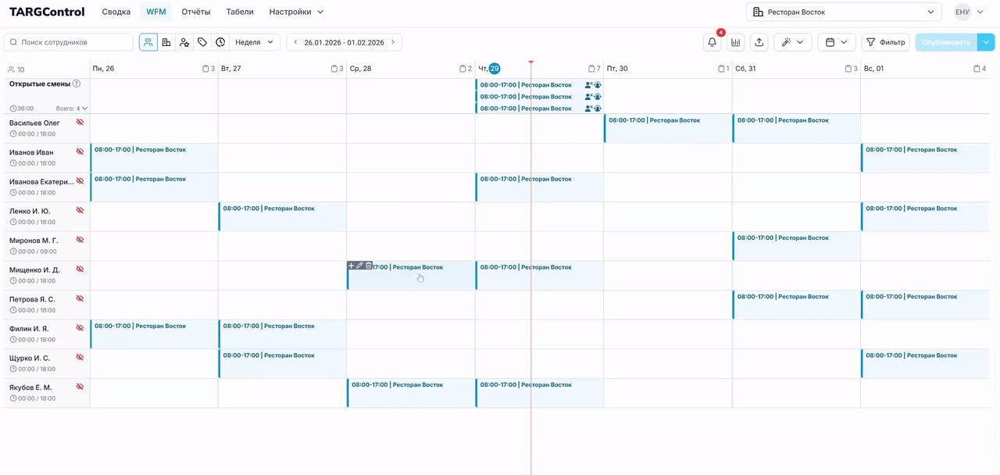 TARGControl Сводка WFM Отчёты Табели Настройки Ресторан Восток ЕНУ
Поиск сотрудников Неделя 26.01.2026 - 01.02.2026 4 Фильтр Опубликовать
10 Пн, 26 3 Вт, 27 3 Ср, 28 2 Чт, 29 7 Пт, 30 1 Сб, 31 3 Вс, 01 4
Открытые смены ? 08:00-17:00 | Ресторан Восток
08:00-17:00 | Ресторан Восток
36:00 Всего: 4 08:00-17:00 | Ресторан Восток
Васильев Олег 08:00-17:00 | Ресторан Восток 08:00-17:00 | Ресторан Восток
00:00 / 18:00
Иванов Иван 08:00-17:00 | Ресторан Восток 08:00-17:00 | Ресторан Восток
00:00 / 18:00
Иванова Екатери... 08:00-17:00 | Ресторан Восток 08:00-17:00 | Ресторан Восток
00:00 / 18:00
Ленко И. Ю. 08:00-17:00 | Ресторан Восток 08:00-17:00 | Ресторан Восток
00:00 / 18:00
Миронов М. Г. 08:00-17:00 | Ресторан Восток
00:00 / 09:00
Мищенко И. Д. 17:00 | Ресторан Восток 08:00-17:00 | Ресторан Восток
00:00 / 18:00
Петрова Я. С. 08:00-17:00 | Ресторан Восток 08:00-17:00 | Ресторан Восток
00:00 / 18:00
Филин И. Я. 08:00-17:00 | Ресторан Восток 08:00-17:00 | Ресторан Восток
00:00 / 18:00
Щурко И. С. 08:00-17:00 | Ресторан Восток 08:00-17:00 | Ресторан Восток
00:00 / 18:00
Якубов Е. М. 08:00-17:00 | Ресторан Восток 08:00-17:00 | Ресторан Восток
00:00 / 18:00